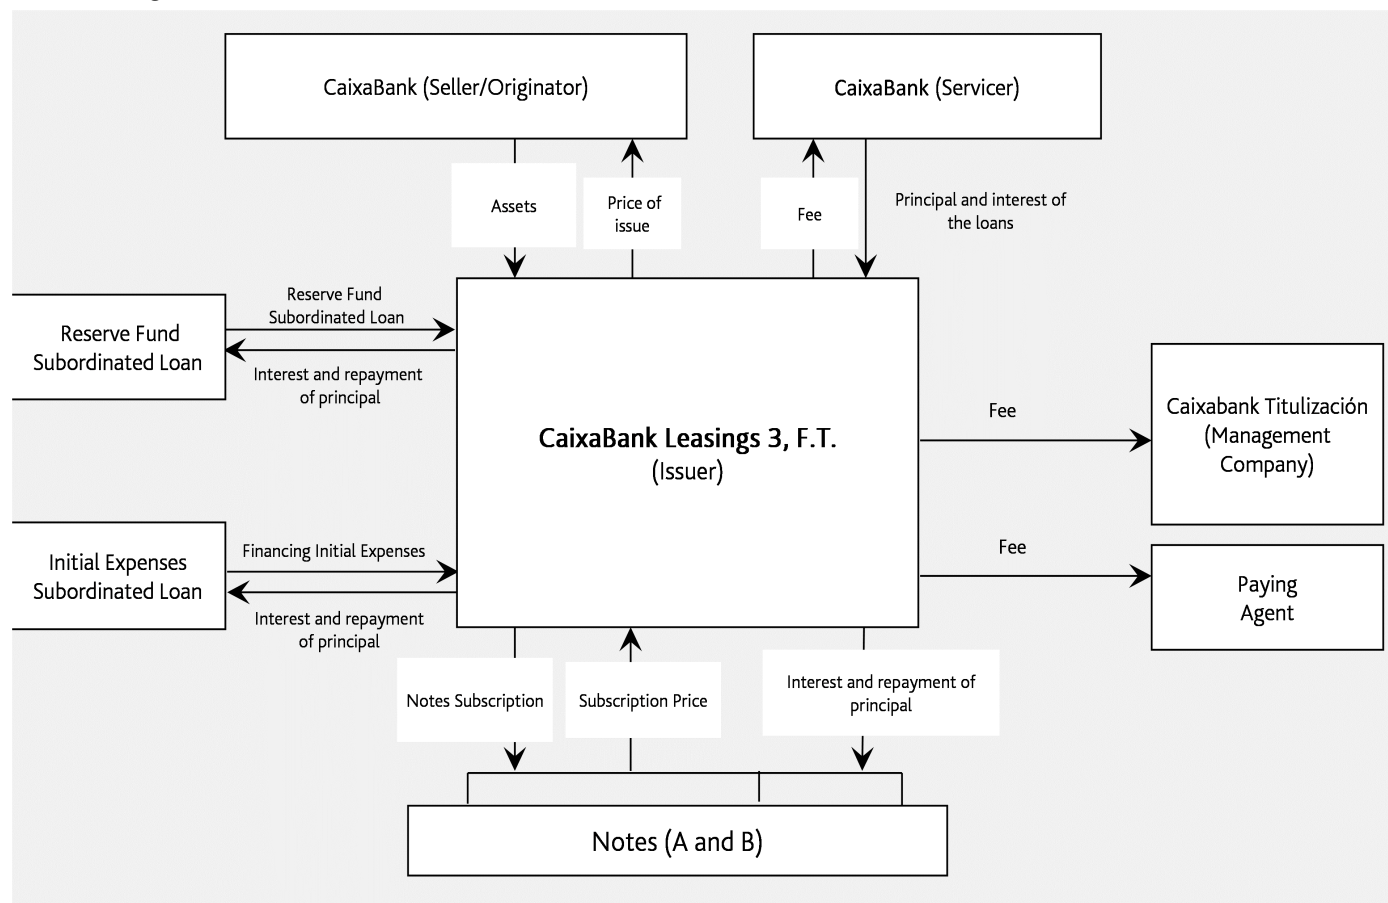 CaixaBank (Seller/Originator)
CaixaBank (Servicer)
Assets
Price of
issue
Fee
Principal and interest of
the loans
Reserve Fund
Subordinated Loan
Reserve Fund
Subordinated Loan
Interest and repayment
of principal
CaixaBank Leasings 3, F.T.
(Issuer)
Fee
Caixabank Titulización
(Management
Company)
Initial Expenses
Subordinated Loan
Financing Initial Expenses
Interest and repayment
of principal
Fee
Paying
Agent
Notes Subscription
Subscription Price
Interest and repayment of
principal
Notes (A and B)